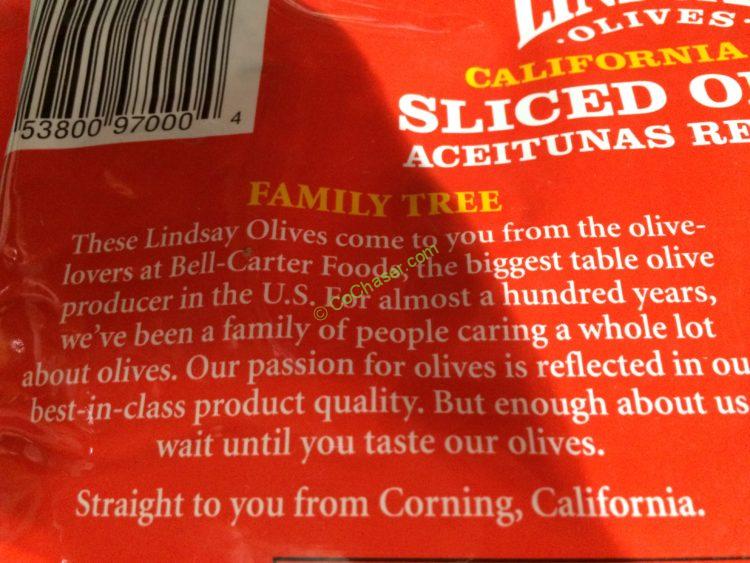 53800 97000 4
·OLIVES·
CALIFORNIA
SLICED
ACEITUNAS
FAMILY TREE
These Lindsay Olives come to you from the olive-
lovers at Bell-Carter Foods, the biggest table olive
producer in the U.S. For almost a hundred years,
we've been a family of people caring a whole lot
about olives. Our passion for olives is reflected in ou
best-in-class product quality. But enough about us
wait until you taste our olives.
Straight to you from Corning, California.
© CoChaser.com